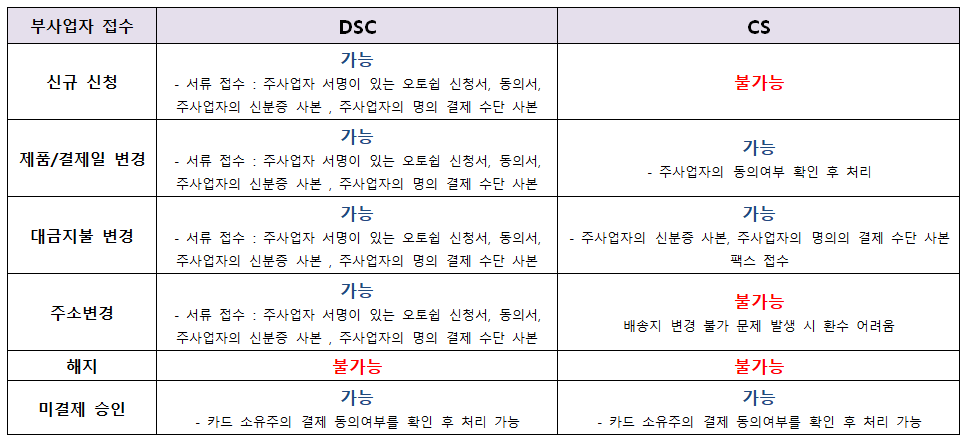 부사업자 접수 DSC CS
신규 신청
가능
- 서류 접수 : 주사업자 서명이 있는 오토쉽 신청서, 동의서,
주사업자의 신분증 사본 , 주사업자의 명의 결제 수단 사본
불가능
제품/결제일 변경
가능
- 서류 접수 : 주사업자 서명이 있는 오토쉽 신청서, 동의서,
주사업자의 신분증 사본 , 주사업자의 명의 결제 수단 사본
가능
- 주사업자의 동의여부 확인 후 처리
대금지불 변경
가능
- 서류 접수 : 주사업자 서명이 있는 오토쉽 신청서, 동의서,
주사업자의 신분증 사본 , 주사업자의 명의 결제 수단 사본
가능
- 주사업자의 신분증 사본, 주사업자의 명의의 결제 수단 사본
팩스 접수
주소변경
가능
- 서류 접수 : 주사업자 서명이 있는 오토쉽 신청서, 동의서,
주사업자의 신분증 사본 , 주사업자의 명의 결제 수단 사본
불가능
배송지 변경 불가 문제 발생 시 환수 어려움
해지 불가능 불가능
미결제 승인
가능
- 카드 소유주의 결제 동의여부를 확인 후 처리 가능
가능
- 카드 소유주의 결제 동의여부를 확인 후 처리 가능